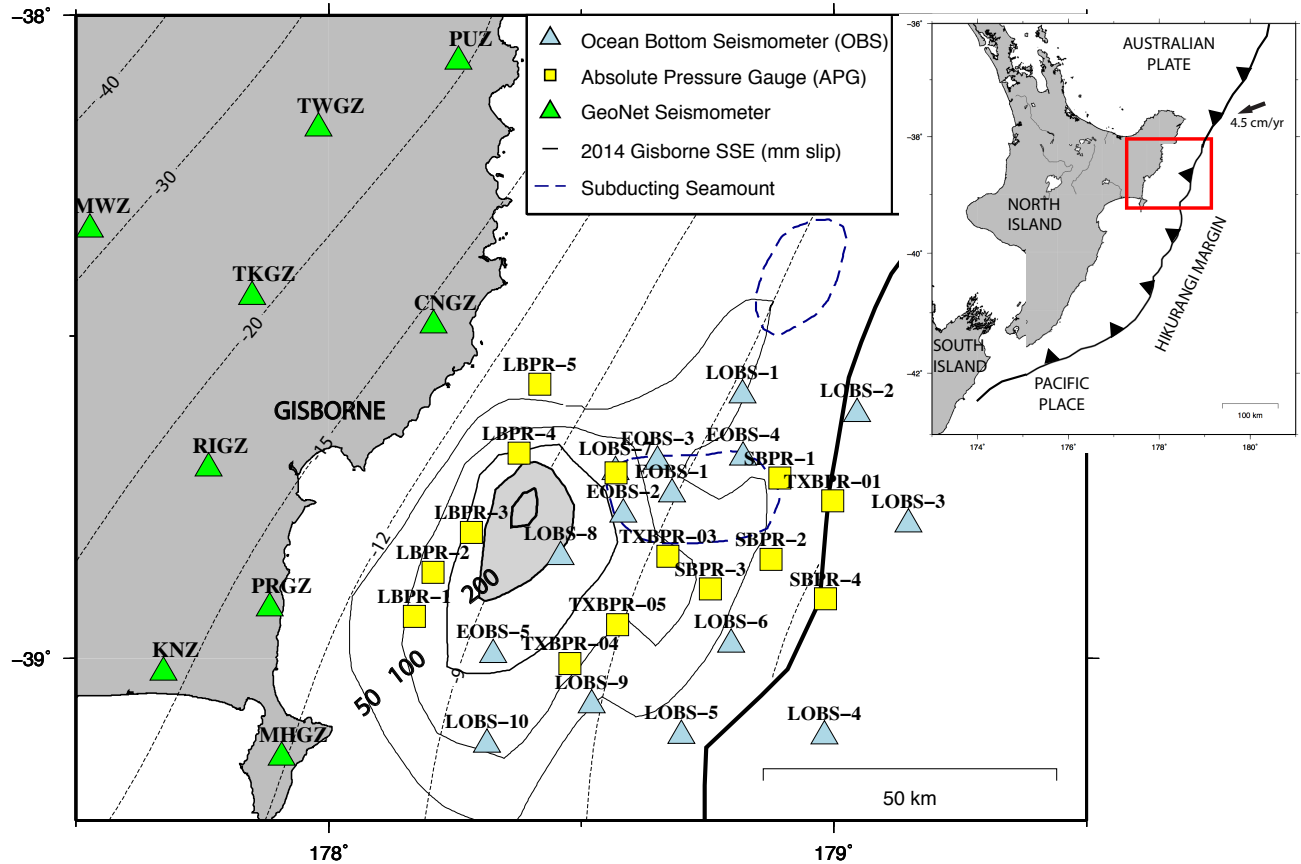 −38°
−39°
178°
179°
Ocean Bottom Seismometer (OBS)
Absolute Pressure Gauge (APG)
GeoNet Seismometer
2014 Gisborne SSE (mm slip)
Subducting Seamount
PUZ
TWGZ
MWZ
TKGZ
CNGZ
GISBORNE
RIGZ
PRGZ
KNZ
MHGZ
-40
-30
-20
-15
-12
-9
LBPR−5
LOBS−1
LOBS−2
LBPR−4
LOBS−7
EOBS−3
EOBS−4
SBPR−1
EOBS−1
TXBPR−01
EOBS−2
LOBS−3
LBPR−3
LOBS−8
TXBPR−03
SBPR−2
LBPR−2
SBPR−3
SBPR−4
LBPR−1
200
TXBPR−05
EOBS−5
TXBPR−04
LOBS−6
100
50
LOBS−9
LOBS−10
LOBS−5
LOBS−4
50 km
−36°
−38°
−40°
−42°
174°
176°
178°
180°
AUSTRALIAN
PLATE
4.5 cm/yr
NORTH
ISLAND
HIKURANGI MARGIN
SOUTH
ISLAND
PACIFIC
PLACE
100 km